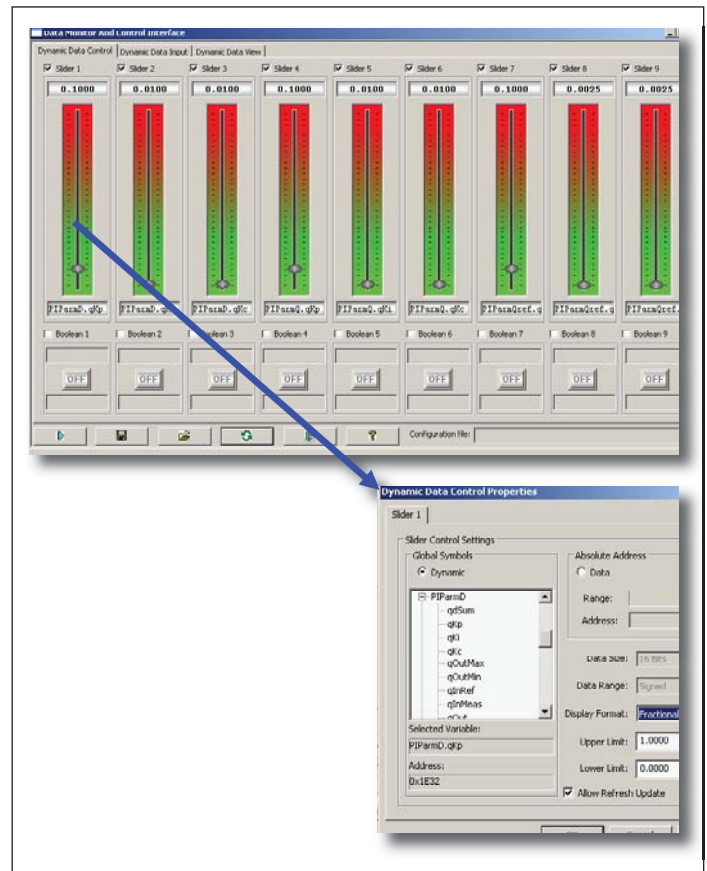 Data Monitor And Control Interface
Dynamic Data Control Dynamic Data Input Dynamic Data View
Slider 1 Slider 2 Slider 3 Slider 4 Slider 5 Slider 6 Slider 7 Slider 8 Slider 9
0.1000 0.0100 0.0100 0.1000 0.0100 0.0100 0.1000 0.0025 0.0025
PIParmD.qKp PIParmD.q PIParmD.qKc PIParmQ.qKp PIParmQ.qKi PIParmQ.qKc PIParmQref.q PIParmQref.q PIParmQref.
Boolean 1 Boolean 2 Boolean 3 Boolean 4 Boolean 5 Boolean 6 Boolean 7 Boolean 8 Boolean 9
OFF OFF OFF OFF OFF OFF OFF OFF OFF
Configuration file:
Dynamic Data Control Properties
Slider 1
Slider Control Settings
Global Symbols
Dynamic
PIParmD
qdSum
qKp
qKi
qKc
qOutMax
qOutMin
qInRef
qInMeas
qOut
Selected Variable:
PIParmD.qKp
Address:
0x1E32
Absolute Address
Data
Range:
Address:
Data Size: 16 Bits
Data Range: Signed
Display Format: Fractional
Upper Limit: 1.0000
Lower Limit: 0.0000
Allow Refresh Update